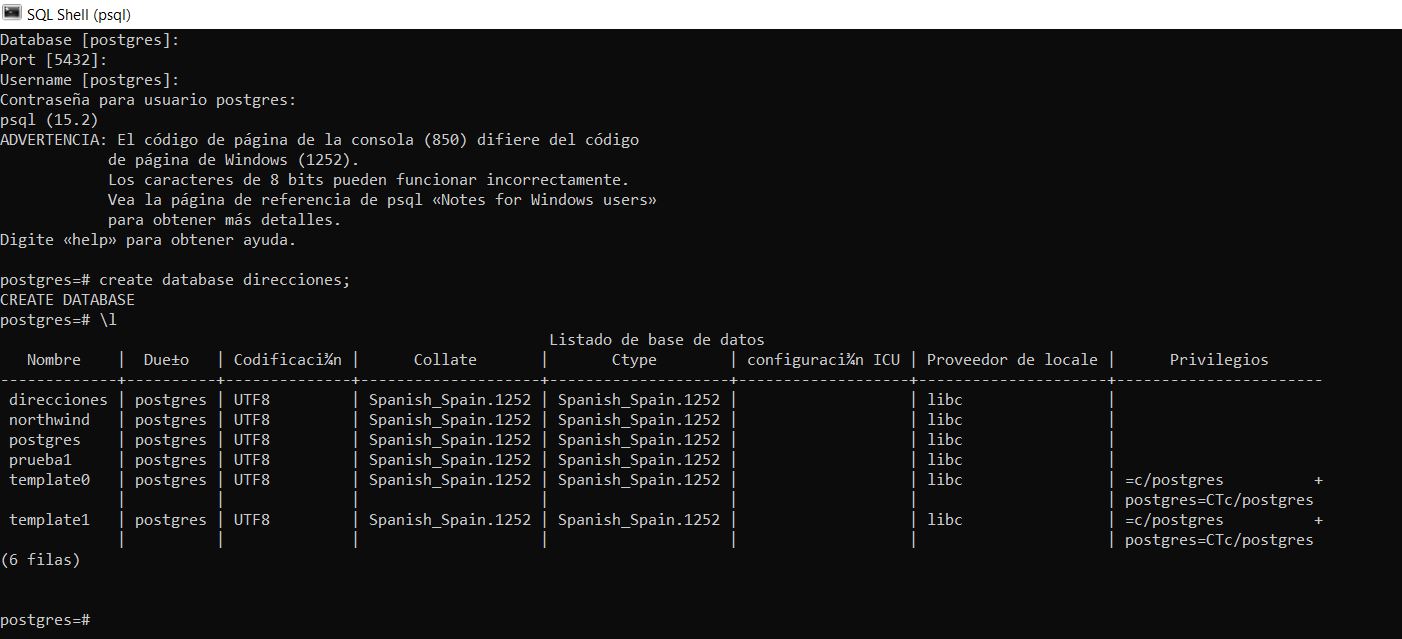 SQL Shell (psql)
Database [postgres]:
Port [5432]:
Username [postgres]:
Contraseña para usuario postgres:
psql (15.2)
ADVERTENCIA: El código de página de la consola (850) difiere del código
            de página de Windows (1252).
            Los caracteres de 8 bits pueden funcionar incorrectamente.
            Vea la página de referencia de psql «Notes for Windows users»
            para obtener más detalles.
Digite «help» para obtener ayuda.

postgres=# create database direcciones;
CREATE DATABASE
postgres=# \l
                                                             Listado de base de datos
   Nombre    |  Due±o   | Codificaci¾n |      Collate       |       Ctype        | configuraci¾n ICU | Proveedor de locale |      Privilegios
-------------+----------+--------------+--------------------+--------------------+-------------------+---------------------+-----------------------
 direcciones | postgres | UTF8         | Spanish_Spain.1252 | Spanish_Spain.1252 |                   | libc                |
 northwind   | postgres | UTF8         | Spanish_Spain.1252 | Spanish_Spain.1252 |                   | libc                |
 postgres    | postgres | UTF8         | Spanish_Spain.1252 | Spanish_Spain.1252 |                   | libc                |
 prueba1     | postgres | UTF8         | Spanish_Spain.1252 | Spanish_Spain.1252 |                   | libc                |
 template0   | postgres | UTF8         | Spanish_Spain.1252 | Spanish_Spain.1252 |                   | libc                | =c/postgres          +
             |          |              |                    |                    |                   |                     | postgres=CTc/postgres
 template1   | postgres | UTF8         | Spanish_Spain.1252 | Spanish_Spain.1252 |                   | libc                | =c/postgres          +
             |          |              |                    |                    |                   |                     | postgres=CTc/postgres
(6 filas)


postgres=#